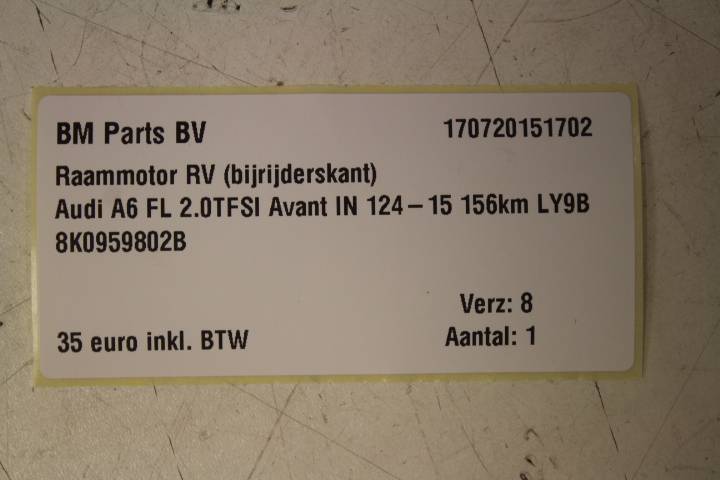 BM Parts BV 170720151702
Raammotor RV (bijrijderskant)
Audi A6 FL 2.0TFSI Avant IN 124-15 156km LY9B
8K0959802B
Verz: 8
35 euro inkl. BTW Aantal: 1